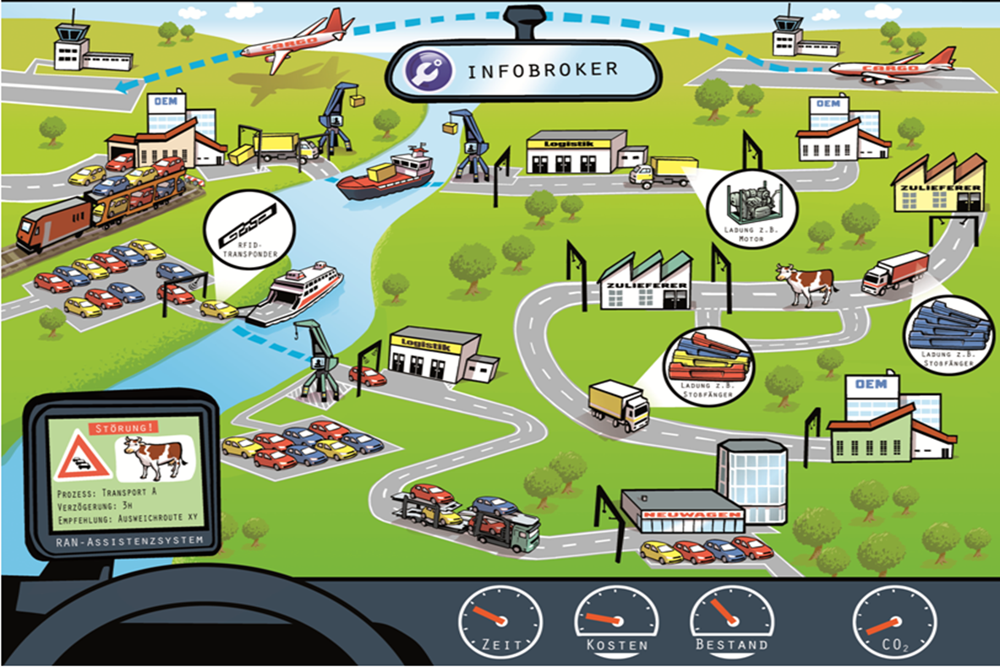 CARGO
INFOBROKER
CARGO
OEM
OEM
Logistik
ZULIEFERER
LADUNG Z.B.
MOTOR
RFID-
TRANSPONDER
ZULIEFERER
LADUNG Z.B.
STOßFÄNGER
Logistik
LADUNG Z.B.
STOßFÄNGER
OEM
STÖRUNG!
PROZESS: TRANSPORT A
VERZÖGERUNG: 3H
EMPFEHLUNG: AUSWEICHROUTE XY
RAN-ASSISTENZSYSTEM
NEUWAGEN
ZEIT
KOSTEN
BESTAND
CO₂